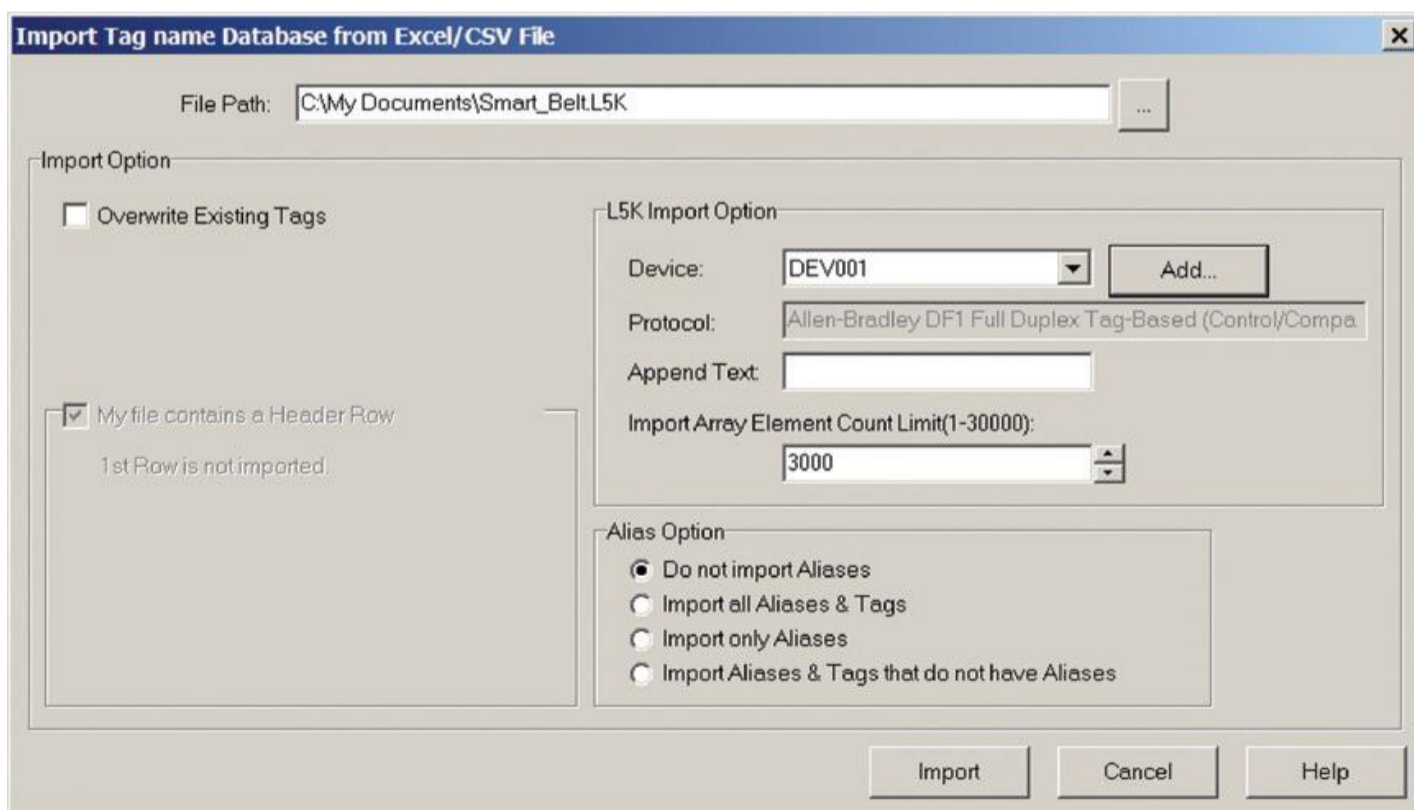 Import Tag name Database from Excel/CSV File
File Path: C:\My Documents\Smart_Belt.L5K ...
Import Option
Overwrite Existing Tags
L5K Import Option
Device: DEV001 Add...
Protocol: Allen-Bradley DF1 Full Duplex Tag-Based (Control/Compa
Append Text:
My file contains a Header Row
Import Array Element Count Limit(1-30000):
1st Row is not imported.
3000
Alias Option
Do not import Aliases
Import all Aliases & Tags
Import only Aliases
Import Aliases & Tags that do not have Aliases
Import Cancel Help